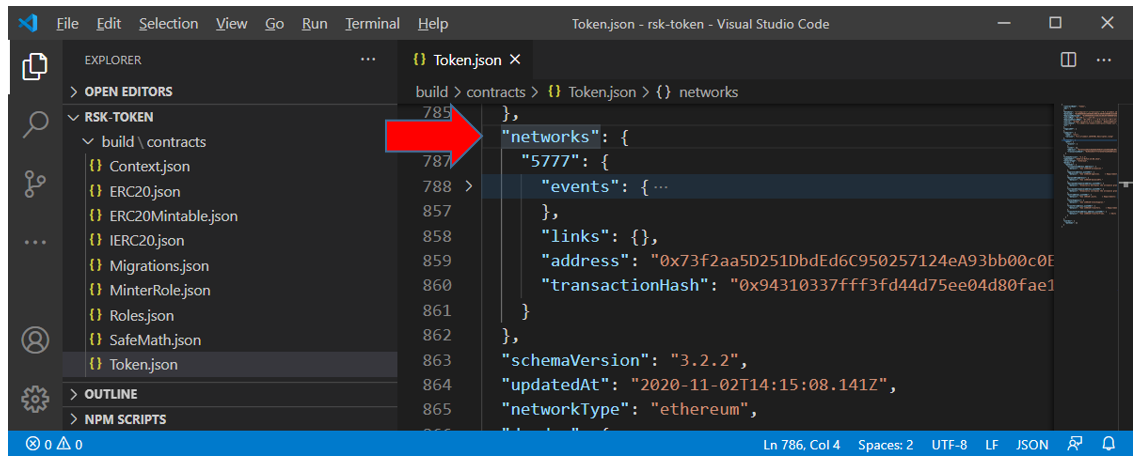 File Edit Selection View Go Run Terminal Help Token.json - rsk-token - Visual Studio Code
EXPLORER
OPEN EDITORS
RSK-TOKEN
build \ contracts
{} Context.json
{} ERC20.json
{} ERC20Mintable.json
{} IERC20.json
{} Migrations.json
{} MinterRole.json
{} Roles.json
{} SafeMath.json
{} Token.json
OUTLINE
NPM SCRIPTS
{} Token.json
build > contracts > {} Token.json > {} networks
785 },
"networks": {
787 "5777": {
788 "events": { ...
857 },
858 "links": {},
859 "address": "0x73f2aa5D251DbdEd6C950257124eA93bb00c0E
860 "transactionHash": "0x94310337fff3fd44d75ee04d80fae1
861 }
862 },
863 "schemaVersion": "3.2.2",
864 "updatedAt": "2020-11-02T14:15:08.141Z",
865 "networkType": "ethereum",
0 0 Ln 786, Col 4 Spaces: 2 UTF-8 LF JSON